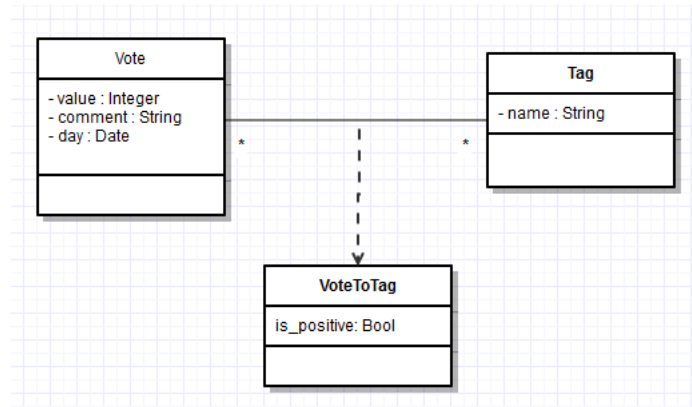 Vote
- value : Integer
- comment : String
- day : Date
*
*
Tag
- name : String
VoteToTag
is_positive: Bool